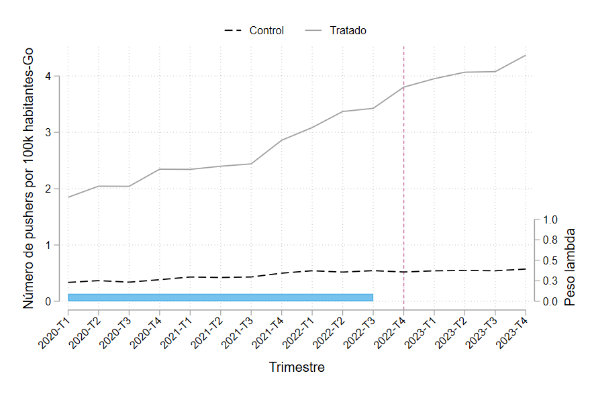 Control Tratado
Número de pushers por 100k habitantes-Go
4
3
2
1
0
1.0
0.8
0.5
0.3
0.0
Peso lambda
2020-T1 2020-T2 2020-T3 2020-T4 2021-T1 2021-T2 2021-T3 2021-T4 2022-T1 2022-T2 2022-T3 2022-T4 2023-T1 2023-T2 2023-T3 2023-T4
Trimestre